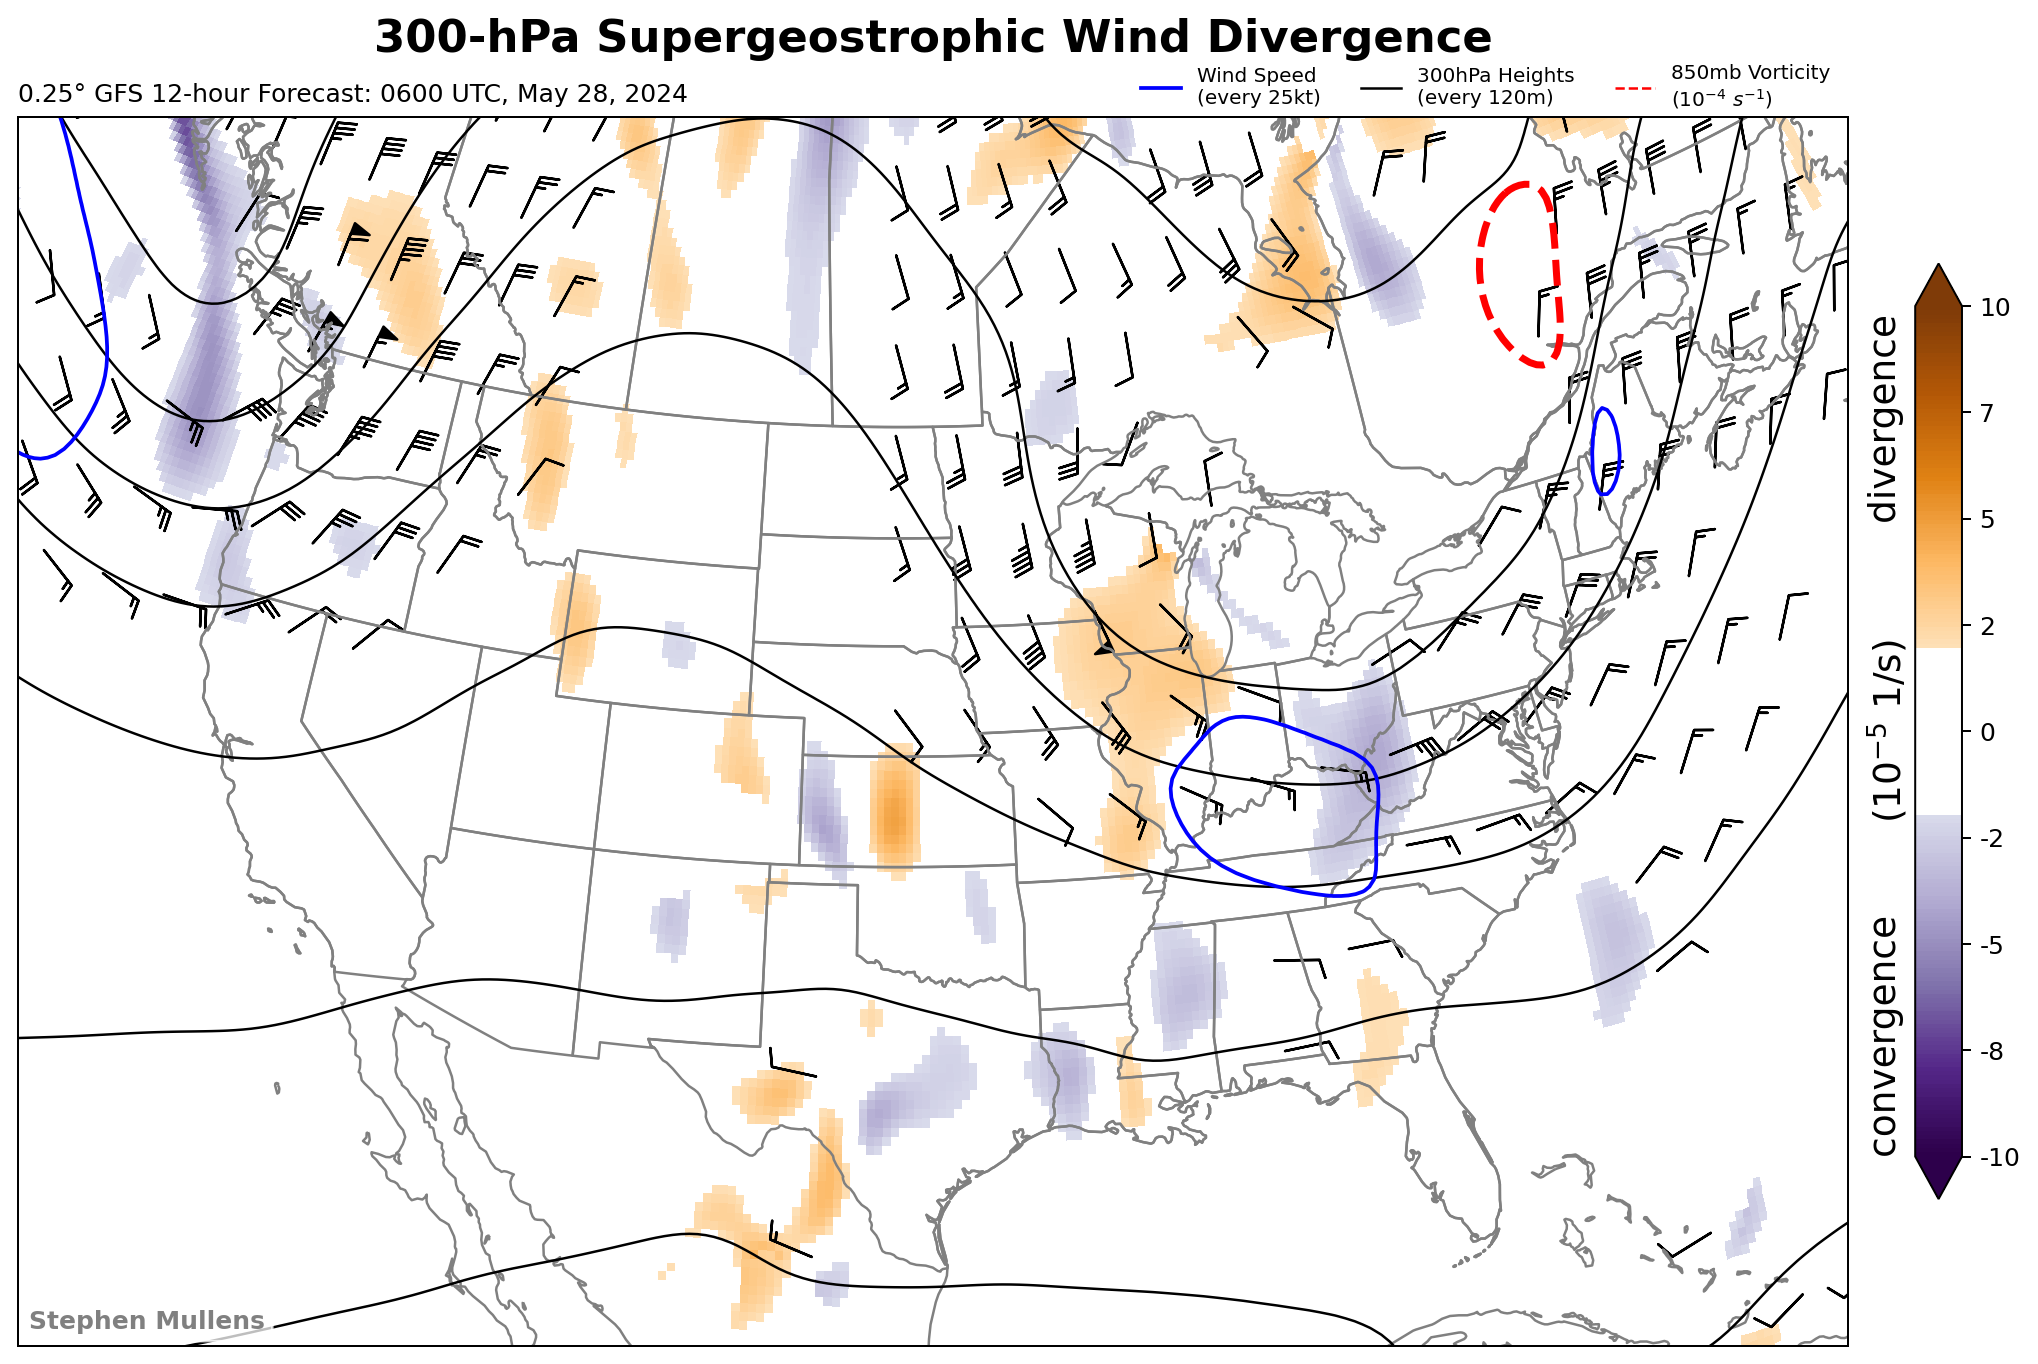 300-hPa Supergeostrophic Wind Divergence
0.25° GFS 12-hour Forecast: 0600 UTC, May 28, 2024
Wind Speed
(every 25kt)
300hPa Heights
(every 120m)
850mb Vorticity
(10⁻⁴ s⁻¹)
convergence (10⁻⁵ 1/s) divergence
10
7
5
2
0
-2
-5
-8
-10
Stephen Mullens